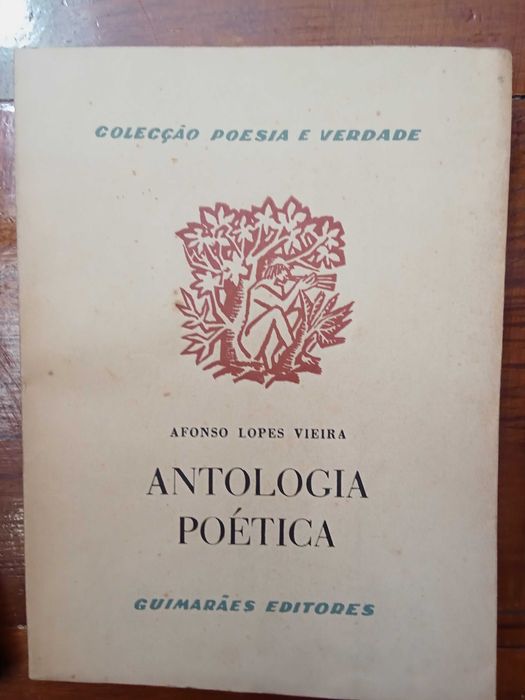 COLECÇÃO POESIA E VERDADE
AFONSO LOPES VIEIRA
ANTOLOGIA
POÉTICA
GUIMARÃES EDITORES